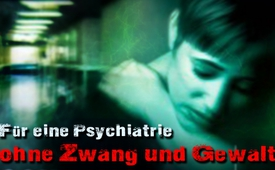 Für eine Psychiatrie
ohne Zwang und Gewalt